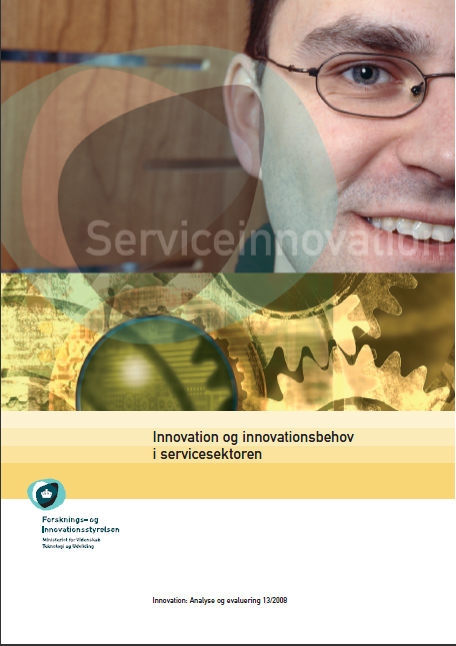 Serviceinnovation
Innovation og innovationsbehov
i servicesektoren
Forsknings- og
Innovationsstyrelsen
Ministeriet for Videnskab
Teknologi og Udvikling
Innovation: Analyse og evaluering 13/2008